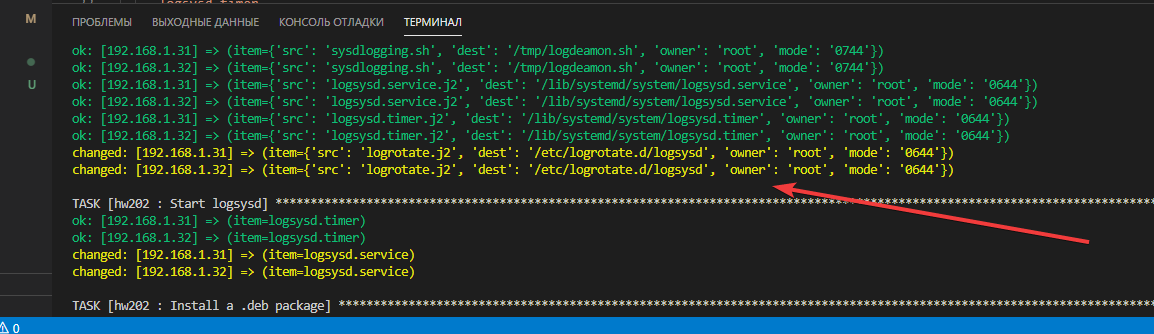 logsysd.timer
M
U
ПРОБЛЕМЫ ВЫХОДНЫЕ ДАННЫЕ КОНСОЛЬ ОТЛАДКИ ТЕРМИНАЛ
ok: [192.168.1.31] => (item={'src': 'sysdlogging.sh', 'dest': '/tmp/logdeamon.sh', 'owner': 'root', 'mode': '0744'})
ok: [192.168.1.32] => (item={'src': 'sysdlogging.sh', 'dest': '/tmp/logdeamon.sh', 'owner': 'root', 'mode': '0744'})
ok: [192.168.1.31] => (item={'src': 'logsysd.service.j2', 'dest': '/lib/systemd/system/logsysd.service', 'owner': 'root', 'mode': '0644'})
ok: [192.168.1.32] => (item={'src': 'logsysd.service.j2', 'dest': '/lib/systemd/system/logsysd.service', 'owner': 'root', 'mode': '0644'})
ok: [192.168.1.31] => (item={'src': 'logsysd.timer.j2', 'dest': '/lib/systemd/system/logsysd.timer', 'owner': 'root', 'mode': '0644'})
ok: [192.168.1.32] => (item={'src': 'logsysd.timer.j2', 'dest': '/lib/systemd/system/logsysd.timer', 'owner': 'root', 'mode': '0644'})
changed: [192.168.1.31] => (item={'src': 'logrotate.j2', 'dest': '/etc/logrotate.d/logsysd', 'owner': 'root', 'mode': '0644'})
changed: [192.168.1.32] => (item={'src': 'logrotate.j2', 'dest': '/etc/logrotate.d/logsysd', 'owner': 'root', 'mode': '0644'})
TASK [hw202 : Start logsysd] ******************************************************************************************************************************
ok: [192.168.1.31] => (item=logsysd.timer)
ok: [192.168.1.32] => (item=logsysd.timer)
changed: [192.168.1.31] => (item=logsysd.service)
changed: [192.168.1.32] => (item=logsysd.service)
TASK [hw202 : Install a .deb package] *********************************************************************************************************************
0